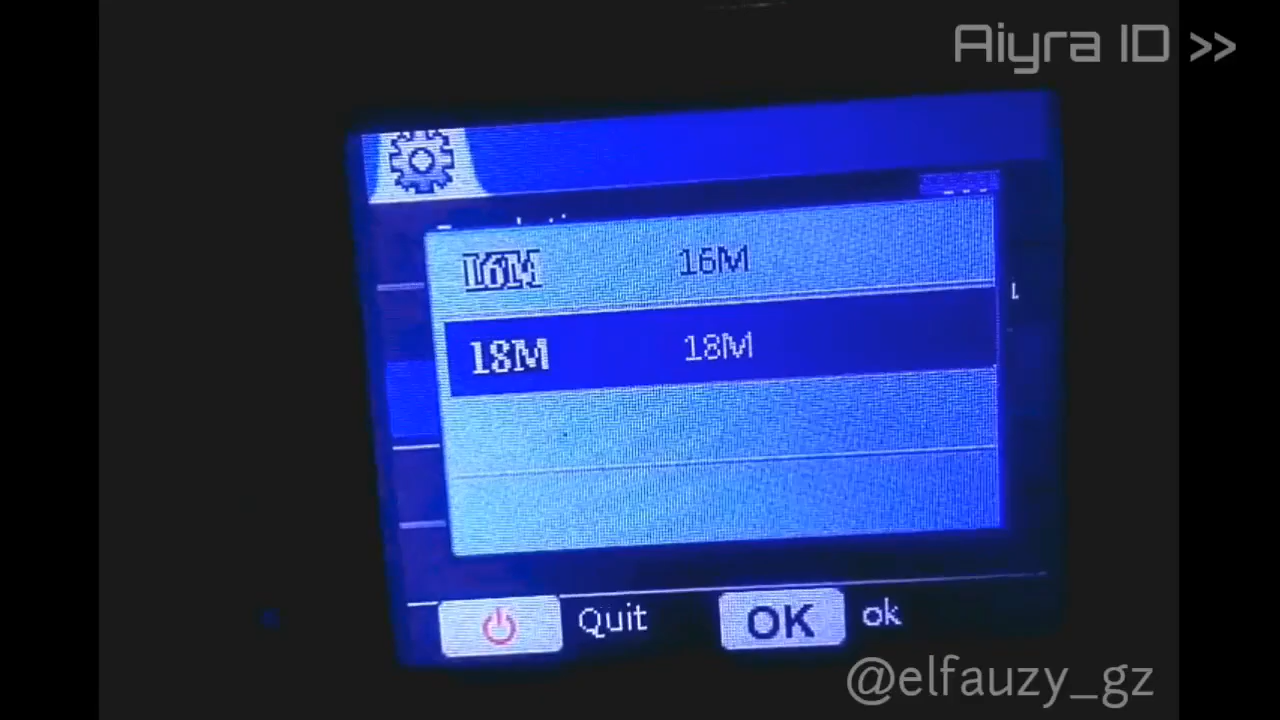 Aiyra ID >>
16M 16M
18M 18M
Quit OK ok
@elfauzy_gz